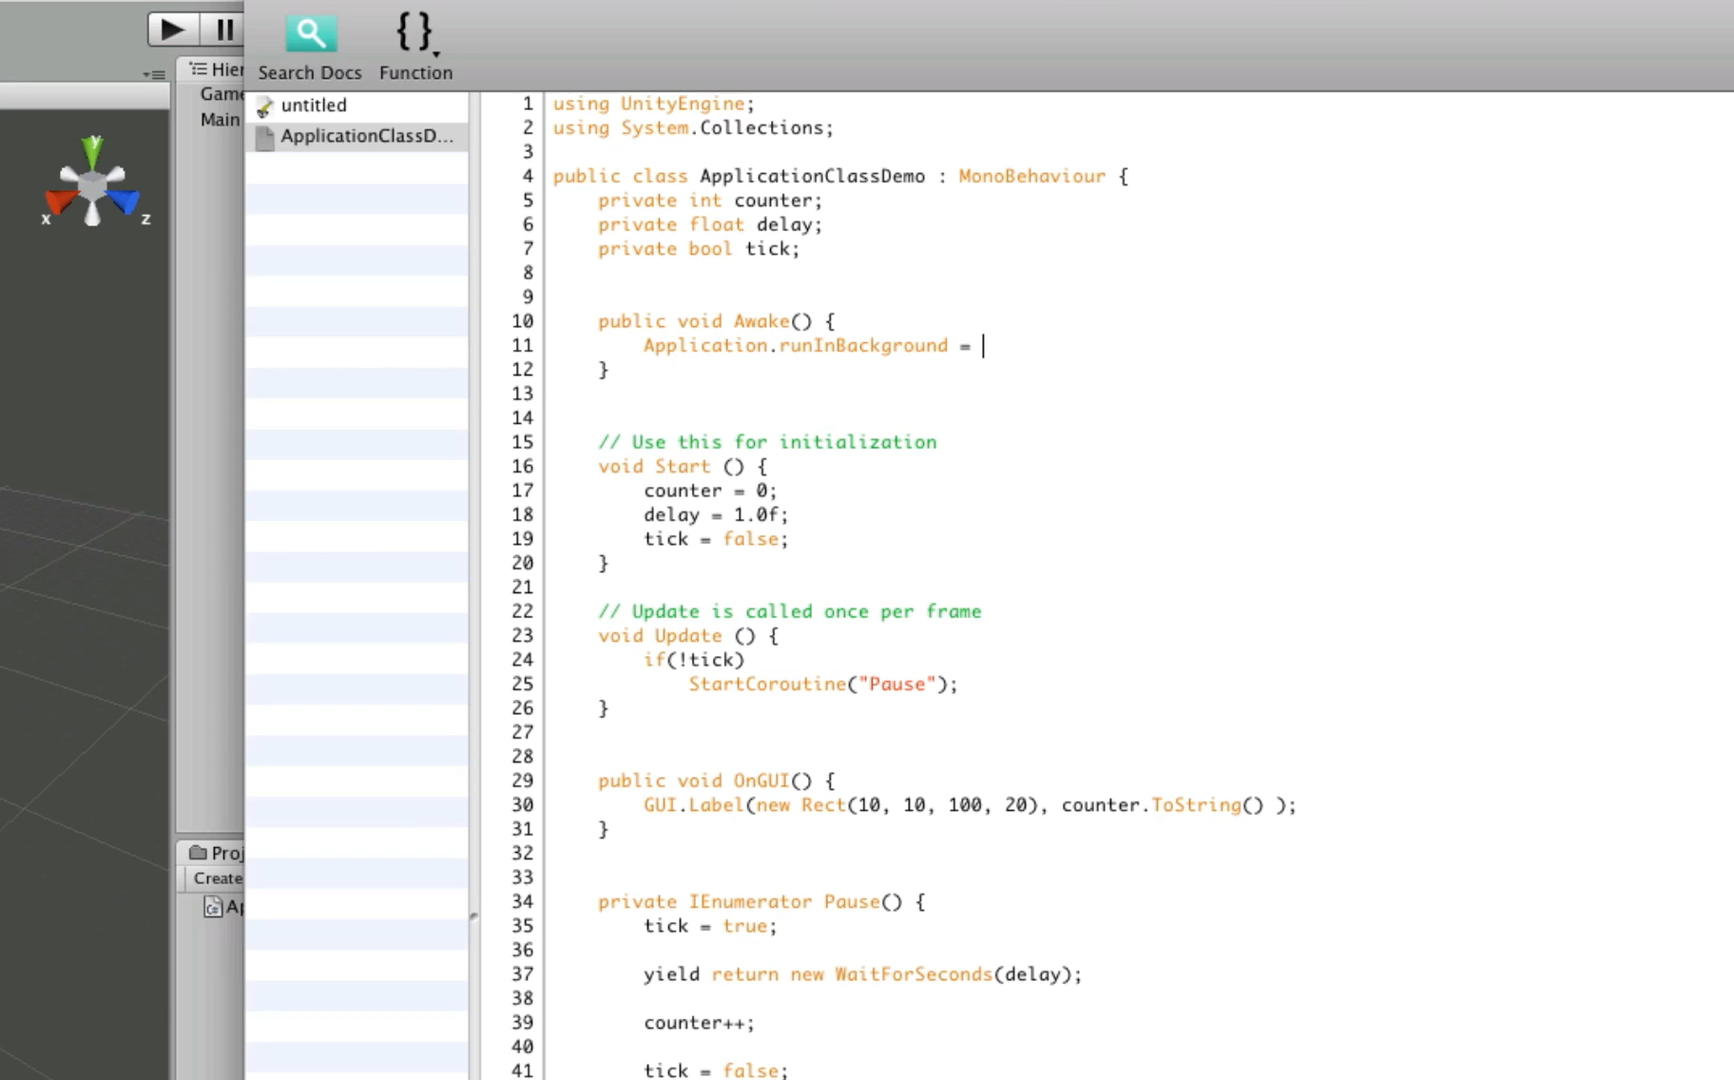 Search Docs
Function
Hier
Game
Main
y
x
z
Proj
Create
Ap
untitled
ApplicationClassD...
1 using UnityEngine;
2 using System.Collections;
3
4 public class ApplicationClassDemo : MonoBehaviour {
5 private int counter;
6 private float delay;
7 private bool tick;
8
9
10 public void Awake() {
11 Application.runInBackground =
12 }
13
14
15 // Use this for initialization
16 void Start () {
17 counter = 0;
18 delay = 1.0f;
19 tick = false;
20 }
21
22 // Update is called once per frame
23 void Update () {
24 if(!tick)
25 StartCoroutine("Pause");
26 }
27
28
29 public void OnGUI() {
30 GUI.Label(new Rect(10, 10, 100, 20), counter.ToString() );
31 }
32
33
34 private IEnumerator Pause() {
35 tick = true;
36
37 yield return new WaitForSeconds(delay);
38
39 counter++;
40
41 tick = false;